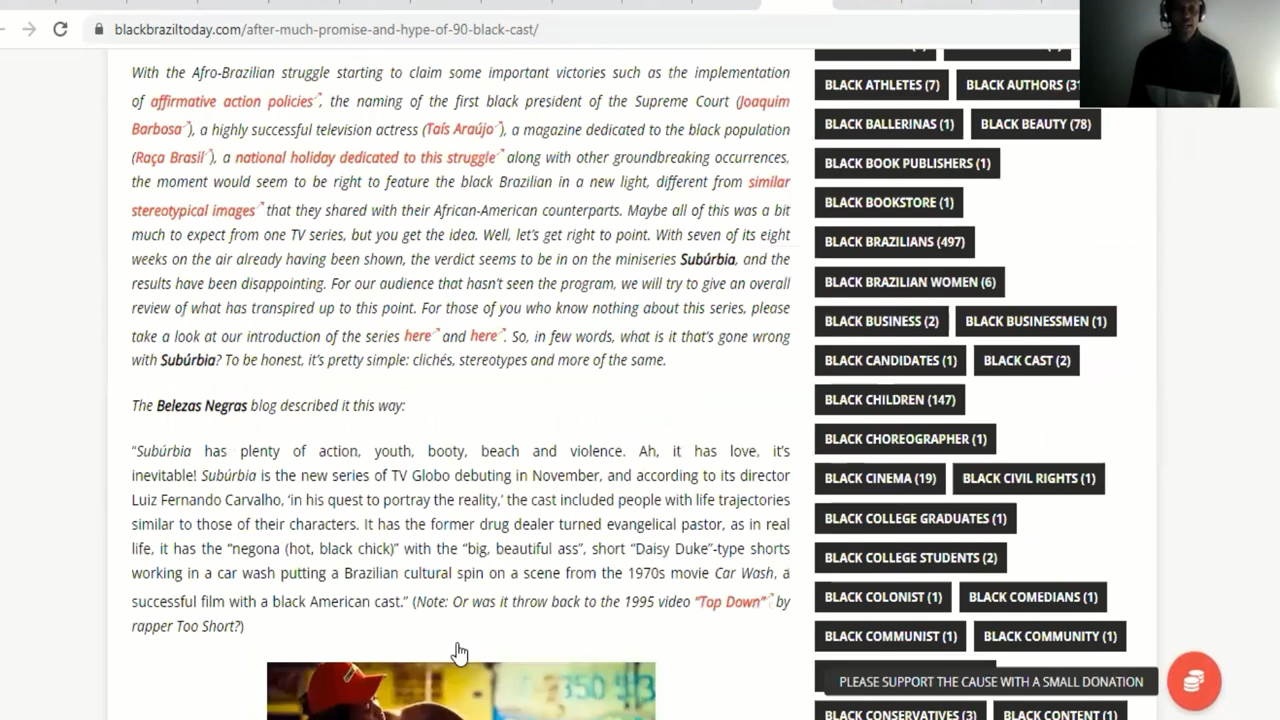 blackbraziltoday.com/after-much-promise-and-hype-of-90-black-cast/
With the Afro-Brazilian struggle starting to claim some important victories such as the implementation
of affirmative action policies, the naming of the first black president of the Supreme Court (Joaquim
Barbosa), a highly successful television actress (Taís Araújo), a magazine dedicated to the black population
(Raça Brasil), a national holiday dedicated to this struggle along with other groundbreaking occurrences,
the moment would seem to be right to feature the black Brazilian in a new light, different from similar
stereotypical images that they shared with their African-American counterparts. Maybe all of this was a bit
much to expect from one TV series, but you get the idea. Well, let's get right to point. With seven of its eight
weeks on the air already having been shown, the verdict seems to be in on the miniseries Subúrbia, and the
results have been disappointing. For our audience that hasn't seen the program, we will try to give an overall
review of what has transpired up to this point. For those of you who know nothing about this series, please
take a look at our introduction of the series here and here. So, in few words, what is it that's gone wrong
with Subúrbia? To be honest, it's pretty simple: clichés, stereotypes and more of the same.
The Belezas Negras blog described it this way:
“Subúrbia has plenty of action, youth, booty, beach and violence. Ah, it has love, it's
inevitable! Subúrbia is the new series of TV Globo debuting in November, and according to its director
Luiz Fernando Carvalho, 'in his quest to portray the reality,' the cast included people with life trajectories
similar to those of their characters. It has the former drug dealer turned evangelical pastor, as in real
life, it has the “negona (hot, black chick)” with the “big, beautiful ass”, short “Daisy Duke”-type shorts
working in a car wash putting a Brazilian cultural spin on a scene from the 1970s movie Car Wash, a
successful film with a black American cast.” (Note: Or was it throw back to the 1995 video “Top Down” by
rapper Too Short?)
BLACK ATHLETES (7) BLACK AUTHORS
BLACK BALLERINAS (1) BLACK BEAUTY (78)
BLACK BOOK PUBLISHERS (1)
BLACK BOOKSTORE (1)
BLACK BRAZILIANS (497)
BLACK BRAZILIAN WOMEN (6)
BLACK BUSINESS (2) BLACK BUSINESSMEN (1)
BLACK CANDIDATES (1) BLACK CAST (2)
BLACK CHILDREN (147)
BLACK CHOREOGRAPHER (1)
BLACK CINEMA (19) BLACK CIVIL RIGHTS (1)
BLACK COLLEGE GRADUATES (1)
BLACK COLLEGE STUDENTS (2)
BLACK COLONIST (1) BLACK COMEDIANS (1)
BLACK COMMUNIST (1) BLACK COMMUNITY (1)
PLEASE SUPPORT THE CAUSE WITH A SMALL DONATION
BLACK CONSERVATIVES (3) BLACK CONTENT (1)